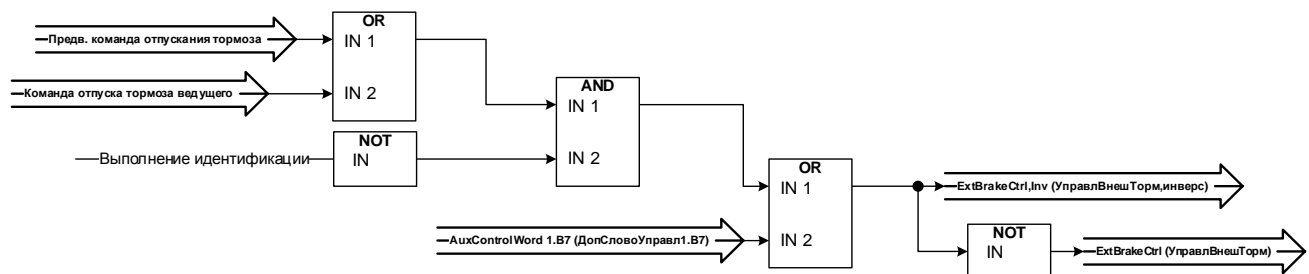 OR
Предв. команда отпускания тормоза
IN 1
Команда отпуска тормоза ведущего
IN 2
AND
IN 1
NOT
Выполнение идентификации
IN
IN 2
OR
IN 1
ExtBrakeCtrl,Inv (УправлВнешТорм,инверс)
AuxControlWord 1.B7 (ДопСловоУправл1.B7)
IN 2
NOT
IN
ExtBrakeCtrl (УправлВнешТорм)